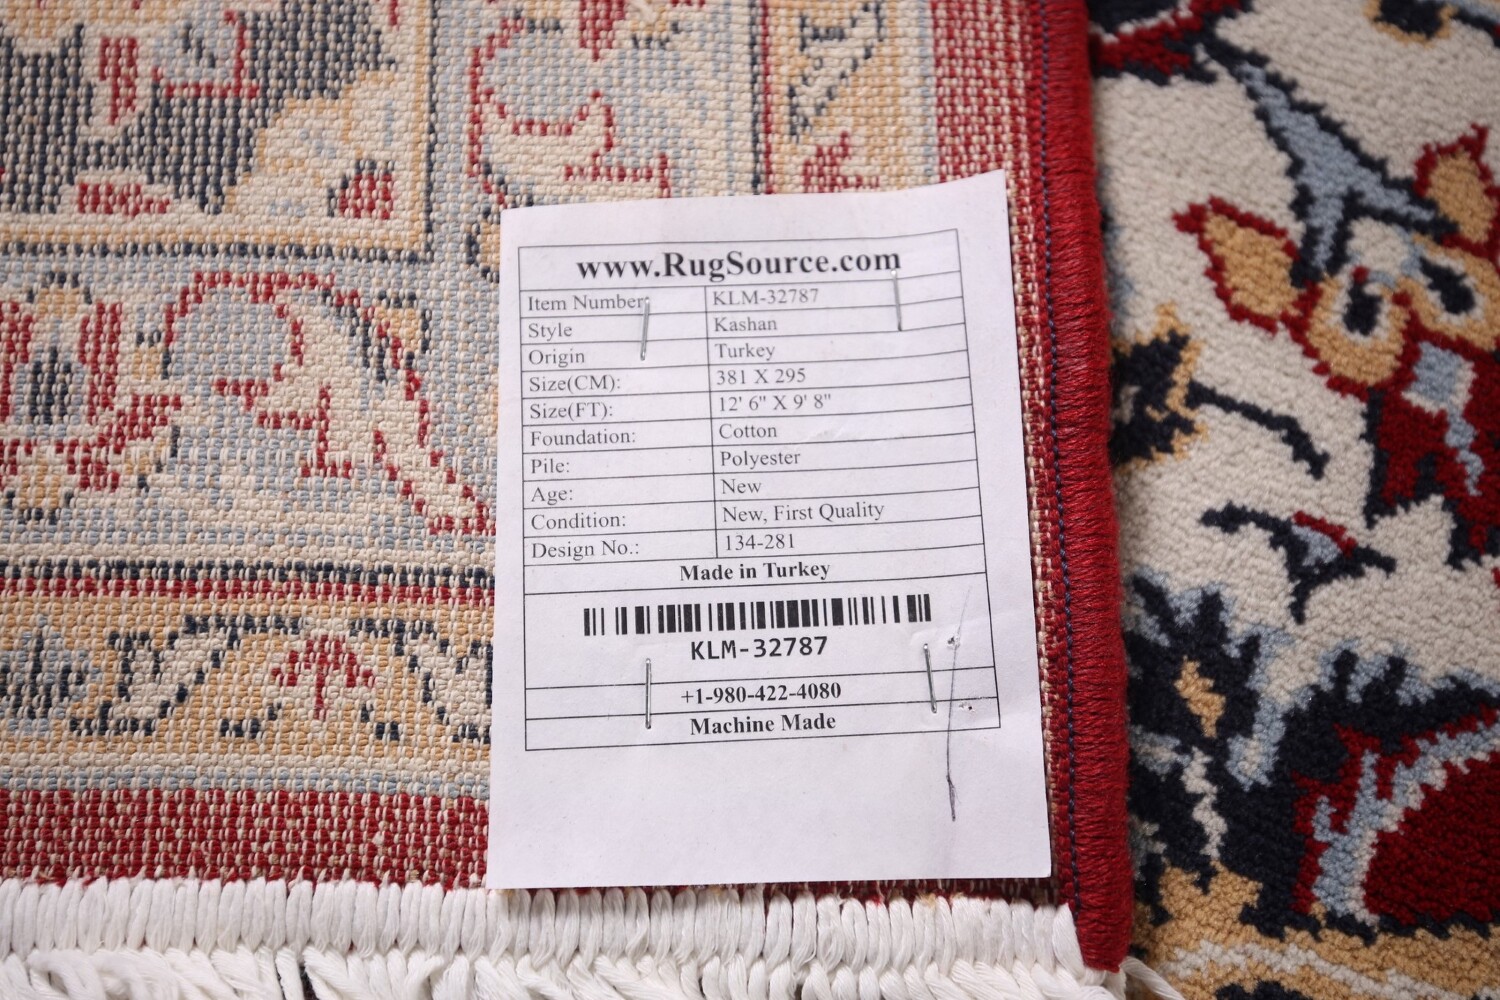 www.RugSource.com
Item Number: KLM-32787
Style Kashan
Origin Turkey
Size(CM): 381 X 295
Size(FT): 12' 6" X 9' 8"
Foundation: Cotton
Pile: Polyester
Age: New
Condition: New, First Quality
Design No.: 134-281
Made in Turkey
KLM-32787
+1-980-422-4080
Machine Made